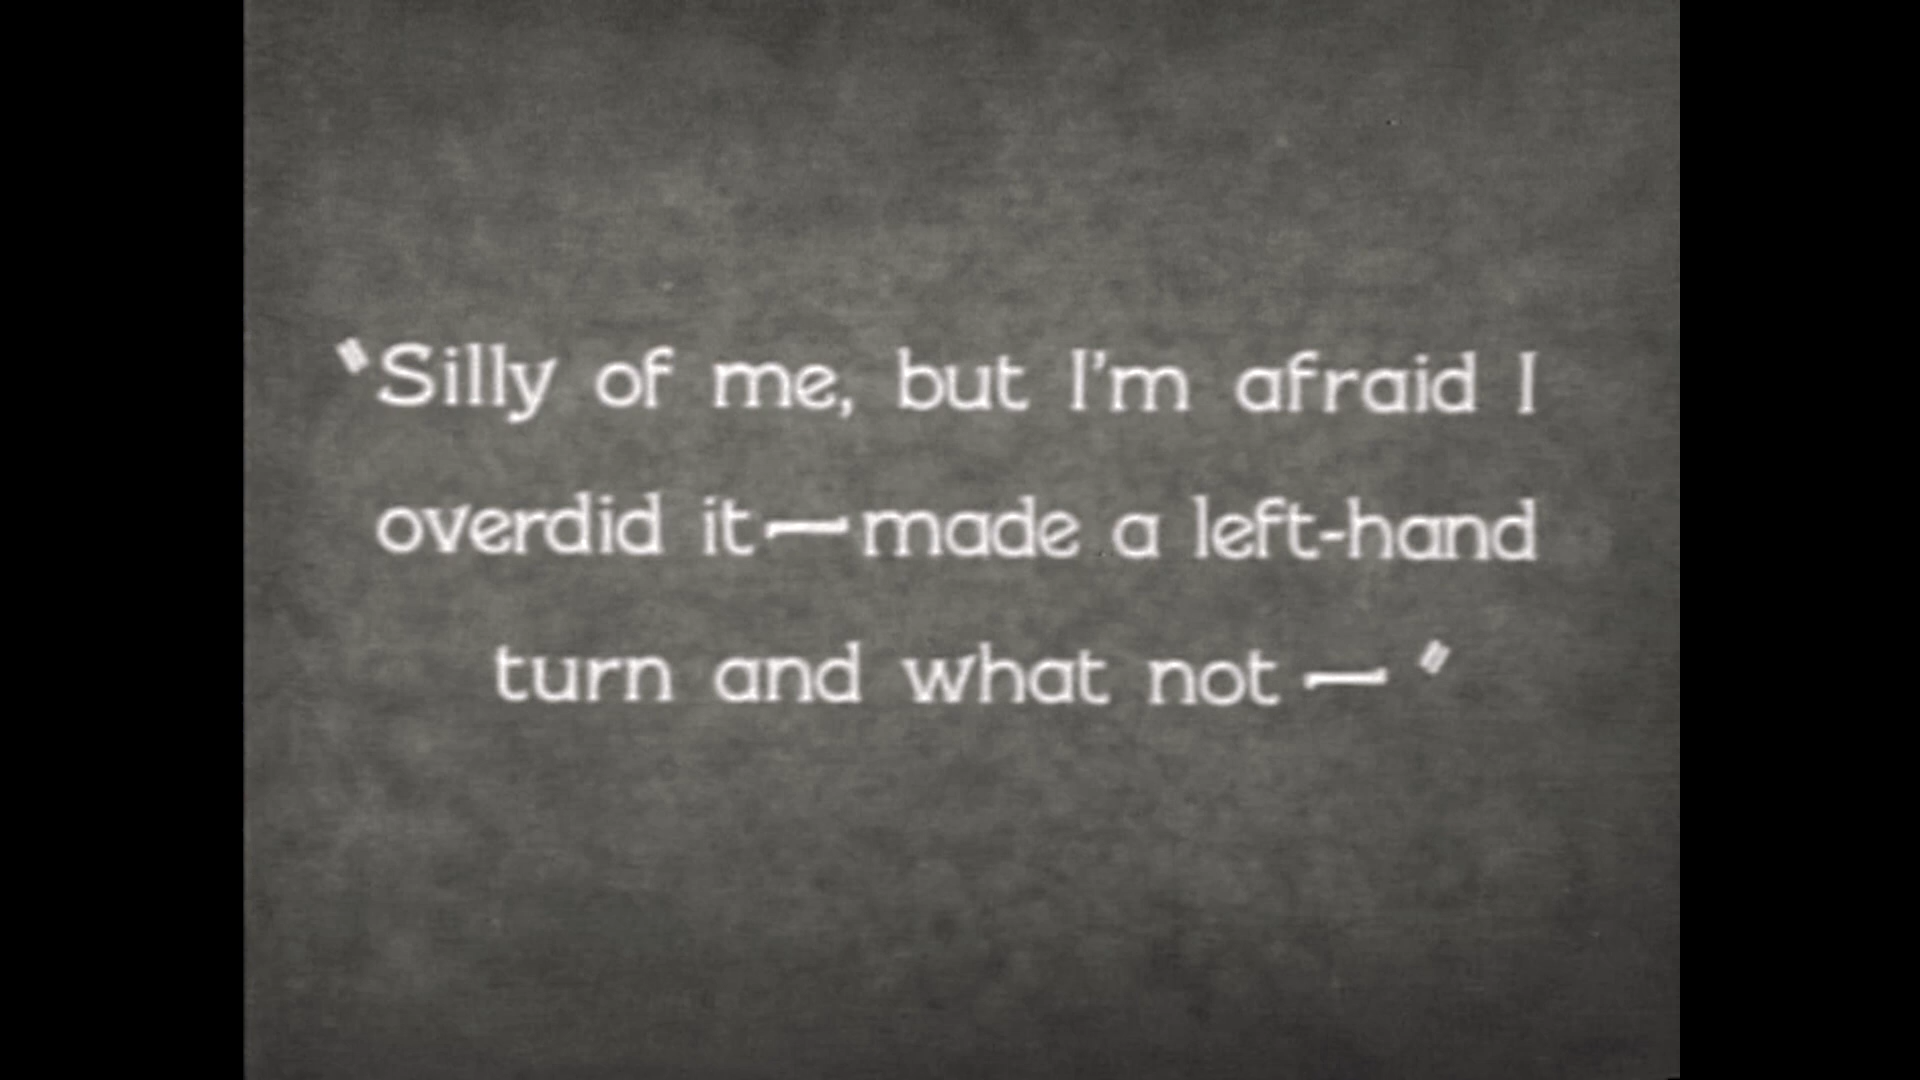 "Silly of me, but I'm afraid I
overdid it—made a left-hand
turn and what not—"